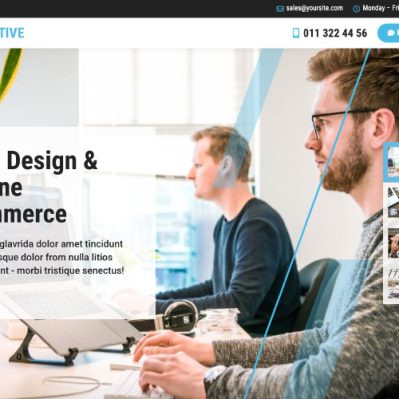 sales@yoursite.com Monday – Fri
TIVE 011 322 44 56
Design &
ne
nmerce
glavrida dolor amet tincidunt
sque dolor from nulla litios
nt - morbi tristique senectus!